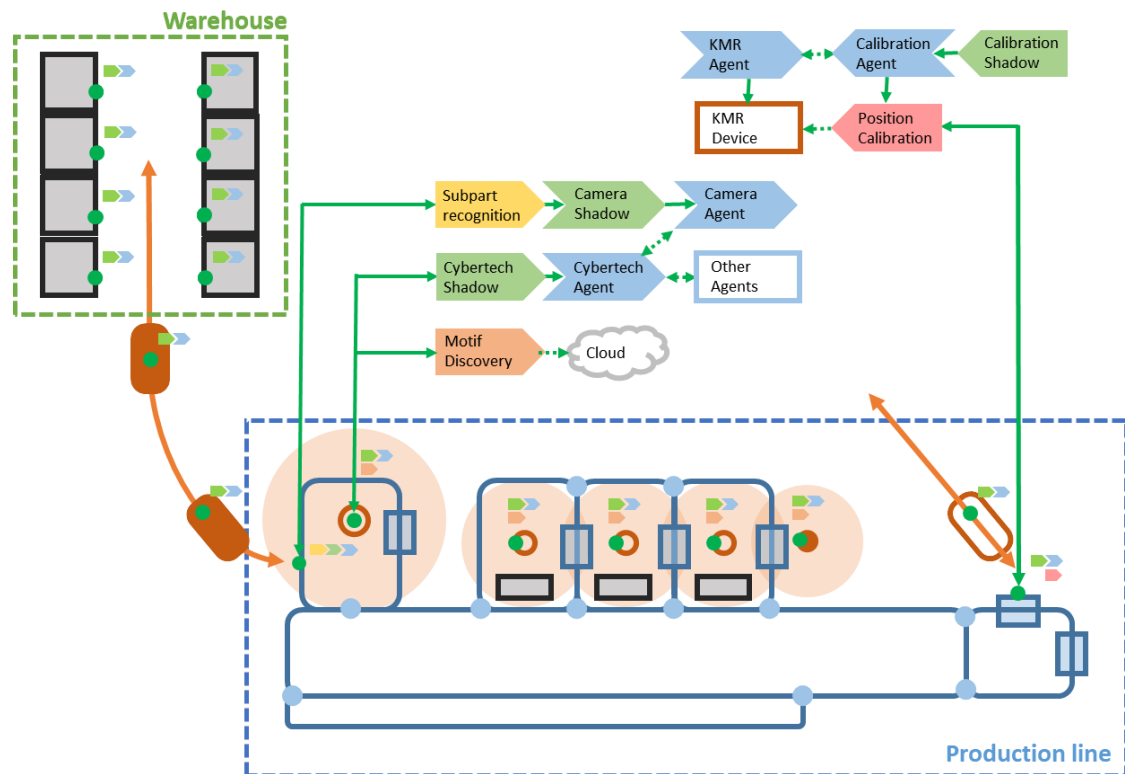 Warehouse
KMR
Agent
Calibration
Agent
Calibration
Shadow
KMR
Device
Position
Calibration
Subpart
recognition
Camera
Shadow
Camera
Agent
Cybertech
Shadow
Cybertech
Agent
Other
Agents
Motif
Discovery
Cloud
Production line